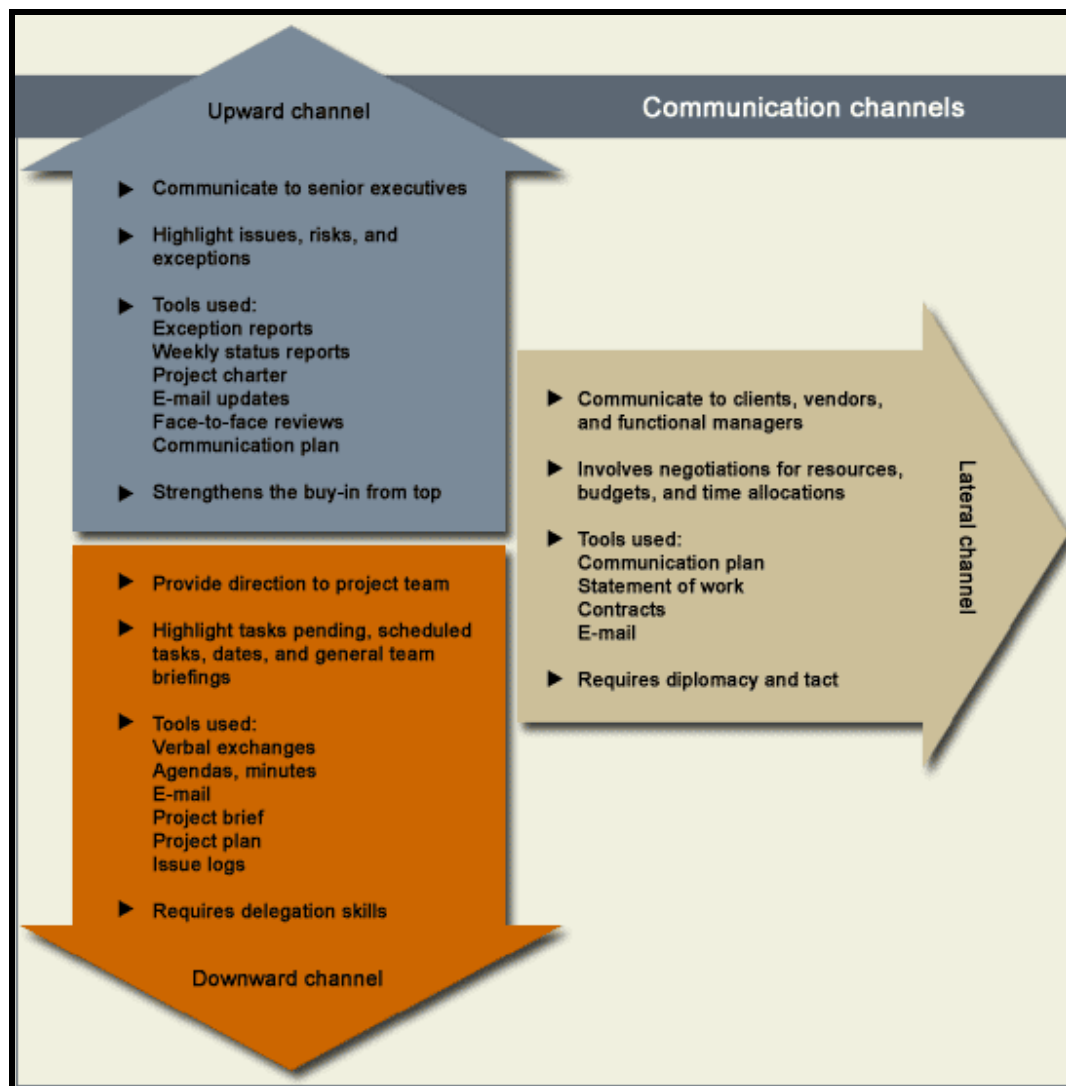 Communication channels
Upward channel
Communicate to senior executives
Highlight issues, risks, and
exceptions
Tools used:
Exception reports
Weekly status reports
Project charter
E-mail updates
Face-to-face reviews
Communication plan
Strengthens the buy-in from top
Communicate to clients, vendors,
and functional managers
Involves negotiations for resources,
budgets, and time allocations
Tools used:
Communication plan
Statement of work
Contracts
E-mail
Requires diplomacy and tact
Lateral channel
Provide direction to project team
Highlight tasks pending, scheduled
tasks, dates, and general team
briefings
Tools used:
Verbal exchanges
Agendas, minutes
E-mail
Project brief
Project plan
Issue logs
Requires delegation skills
Downward channel